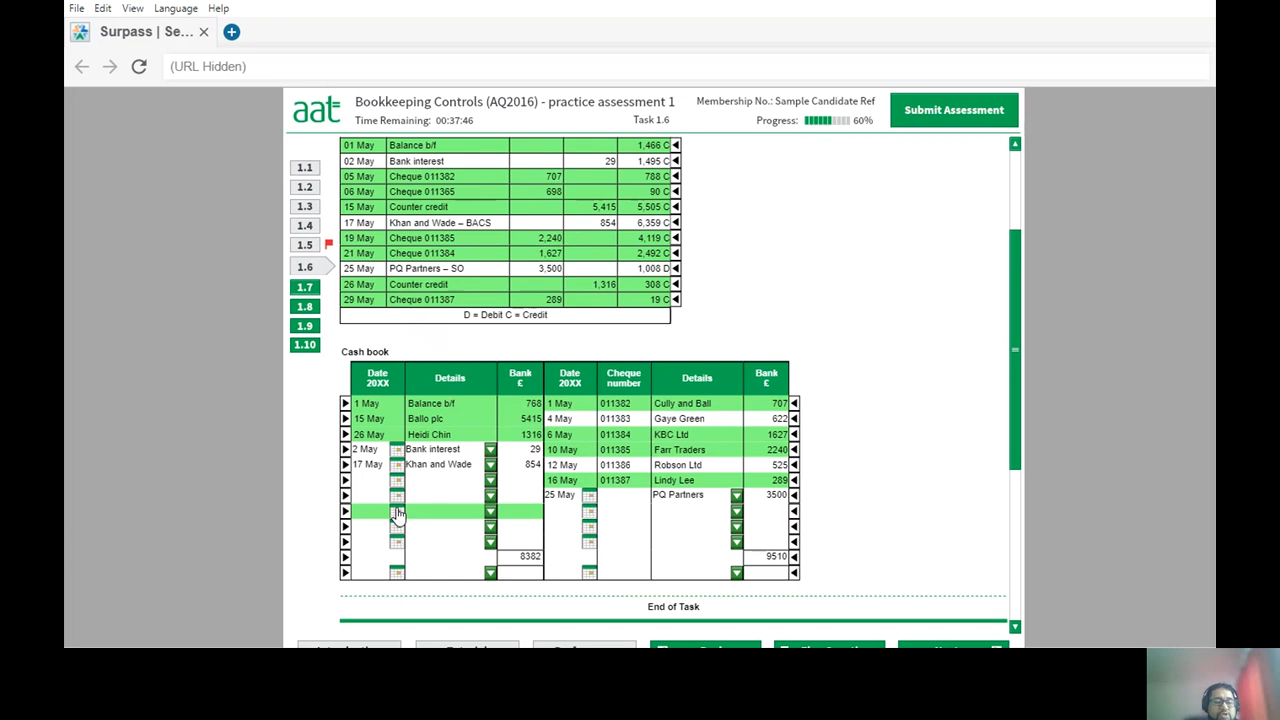 File Edit View Language Help
Surpass | Se...
(URL Hidden)
aat
Bookkeeping Controls (AQ2016) - practice assessment 1
Membership No.: Sample Candidate Ref
Submit Assessment
Time Remaining: 00:37:46
Task 1.6
Progress: 60%
1.1
1.2
1.3
1.4
1.5
1.6
1.7
1.8
1.9
1.10
01 May Balance b/f 1,466 C
02 May Bank interest 29 1,495 C
05 May Cheque 011382 707 788 C
06 May Cheque 011365 698 90 C
15 May Counter credit 5,415 5,505 C
17 May Khan and Wade – BACS 854 6,359 C
19 May Cheque 011385 2,240 4,119 C
21 May Cheque 011384 1,627 2,492 C
25 May PQ Partners – SO 3,500 1,008 D
26 May Counter credit 1,316 308 C
29 May Cheque 011387 289 19 C
D = Debit C = Credit
Cash book
Date 20XX Details Bank £ Date 20XX Cheque number Details Bank £
1 May Balance b/f 768 1 May 011382 Cully and Ball 707
15 May Ballo plc 5415 4 May 011383 Gaye Green 622
26 May Heidi Chin 1316 6 May 011384 KBC Ltd 1627
2 May Bank interest 29 10 May 011385 Farr Traders 2240
17 May Khan and Wade 854 12 May 011386 Robson Ltd 525
16 May 011387 Lindy Lee 289
25 May PQ Partners 3500
8382 9510
End of Task